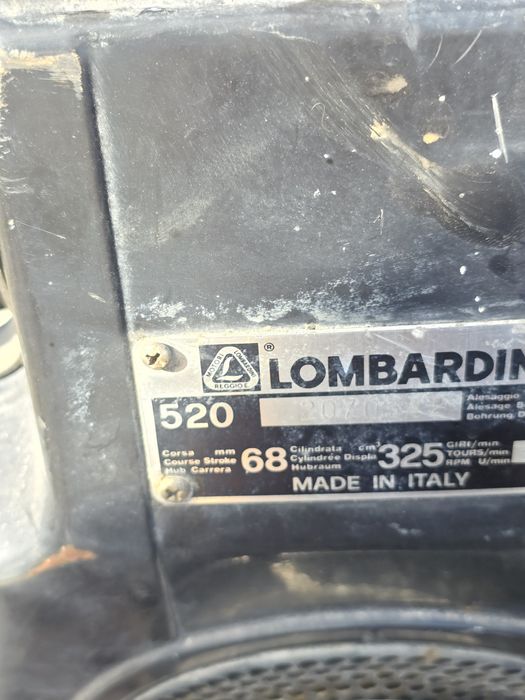 MOTORI LOMBARDINI REGGIO E. ® LOMBARDIN
520 Alesaggio
Alesage B
Bohrung D
Corsa mm
Course Stroke
Hub Carrera
68
Cilindrata cm³
Cylindrée Displa
Hubraum
325
GIRI/min
TOURS/min
RPM U/min
MADE IN ITALY